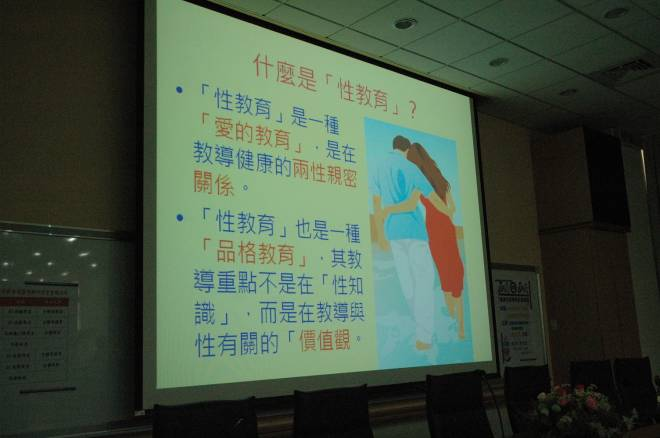 什麼是「性教育」？
• 「性教育」是一種
「愛的教育」，是在
教導健康的兩性親密
關係。
• 「性教育」也是一種
「品格教育」，其教
導重點不是在「性知
識」，而是在教導與
性有關的「價值觀。